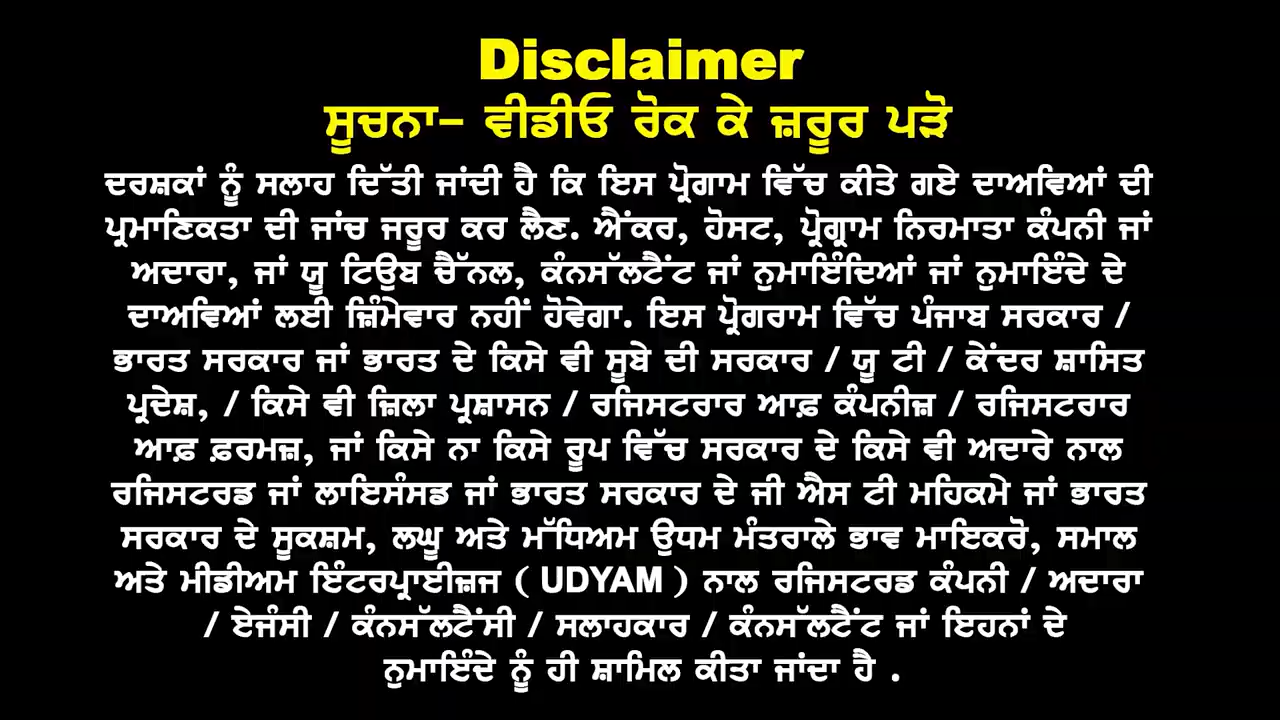 Disclaimer
ਸੂਚਨਾ- ਵੀਡੀਓ ਰੋਕ ਕੇ ਜ਼ਰੂਰ ਪੜੋ
ਦਰਸ਼ਕਾਂ ਨੂੰ ਸਲਾਹ ਦਿੱਤੀ ਜਾਂਦੀ ਹੈ ਕਿ ਇਸ ਪ੍ਰੋਗਾਮ ਵਿੱਚ ਕੀਤੇ ਗਏ ਦਾਅਵਿਆਂ ਦੀ
ਪ੍ਰਮਾਣਿਕਤਾ ਦੀ ਜਾਂਚ ਜਰੂਰ ਕਰ ਲੈਣ. ਐਂਕਰ, ਹੋਸਟ, ਪ੍ਰੋਗ੍ਰਾਮ ਨਿਰਮਾਤਾ ਕੰਪਨੀ ਜਾਂ
ਅਦਾਰਾ, ਜਾਂ ਯੂ ਟਿਊਬ ਚੈੱਨਲ, ਕੰਨਸੱਲਟੈਂਟ ਜਾਂ ਨੁਮਾਇੰਦਿਆਂ ਜਾਂ ਨੁਮਾਇੰਦੇ ਦੇ
ਦਾਅਵਿਆਂ ਲਈ ਜ਼ਿੰਮੇਵਾਰ ਨਹੀਂ ਹੋਵੇਗਾ. ਇਸ ਪ੍ਰੋਗਰਾਮ ਵਿੱਚ ਪੰਜਾਬ ਸਰਕਾਰ /
ਭਾਰਤ ਸਰਕਾਰ ਜਾਂ ਭਾਰਤ ਦੇ ਕਿਸੇ ਵੀ ਸੂਬੇ ਦੀ ਸਰਕਾਰ / ਯੂ ਟੀ / ਕੇਂਦਰ ਸ਼ਾਸਿਤ
ਪ੍ਰਦੇਸ਼, / ਕਿਸੇ ਵੀ ਜ਼ਿਲਾ ਪ੍ਰਸ਼ਾਸਨ / ਰਜਿਸਟਰਾਰ ਆਫ਼ ਕੰਪਨੀਜ਼ / ਰਜਿਸਟਰਾਰ
ਆਫ਼ ਫ਼ਰਮਜ਼, ਜਾਂ ਕਿਸੇ ਨਾ ਕਿਸੇ ਰੂਪ ਵਿੱਚ ਸਰਕਾਰ ਦੇ ਕਿਸੇ ਵੀ ਅਦਾਰੇ ਨਾਲ
ਰਜਿਸਟਰਡ ਜਾਂ ਲਾਇਸੰਸਡ ਜਾਂ ਭਾਰਤ ਸਰਕਾਰ ਦੇ ਜੀ ਐਸ ਟੀ ਮਹਿਕਮੇ ਜਾਂ ਭਾਰਤ
ਸਰਕਾਰ ਦੇ ਸੂਕਸ਼ਮ, ਲਘੂ ਅਤੇ ਮੱਧਿਅਮ ਉਧਮ ਮੰਤਰਾਲੇ ਭਾਵ ਮਾਇਕਰੋ, ਸਮਾਲ
ਅਤੇ ਮੀਡੀਅਮ ਇੰਟਰਪ੍ਰਾਈਜ਼ਜ ( UDYAM ) ਨਾਲ ਰਜਿਸਟਰਡ ਕੰਪਨੀ / ਅਦਾਰਾ
/ ਏਜੰਸੀ / ਕੰਨਸੱਲਟੈਂਸੀ / ਸਲਾਹਕਾਰ / ਕੰਨਸੱਲਟੈਂਟ ਜਾਂ ਇਹਨਾਂ ਦੇ
ਨੁਮਾਇੰਦੇ ਨੂੰ ਹੀ ਸ਼ਾਮਿਲ ਕੀਤਾ ਜਾਂਦਾ ਹੈ .